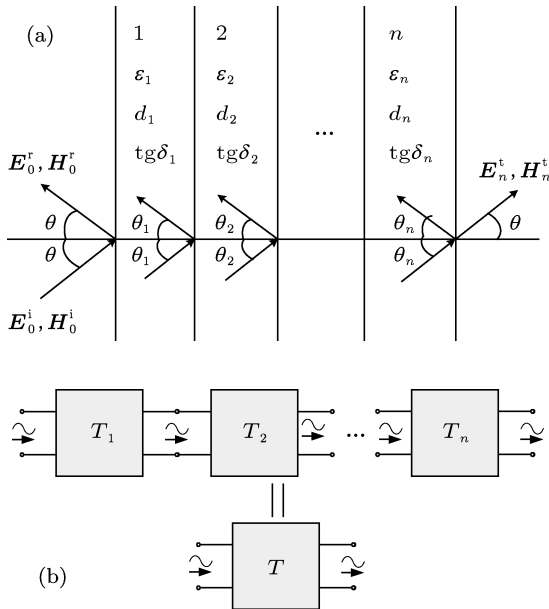 (a)
1 2 n
ε₁ ε₂ εₙ
d₁ d₂ dₙ
tgδ₁ tgδ₂ ... tgδₙ
E₀ʳ, H₀ʳ Eₙᵗ, Hₙᵗ
θ θ₁ θ₂ θₙ θ
θ θ₁ θ₂ θₙ
E₀ⁱ, H₀ⁱ
T₁ T₂ ... Tₙ
T
(b)